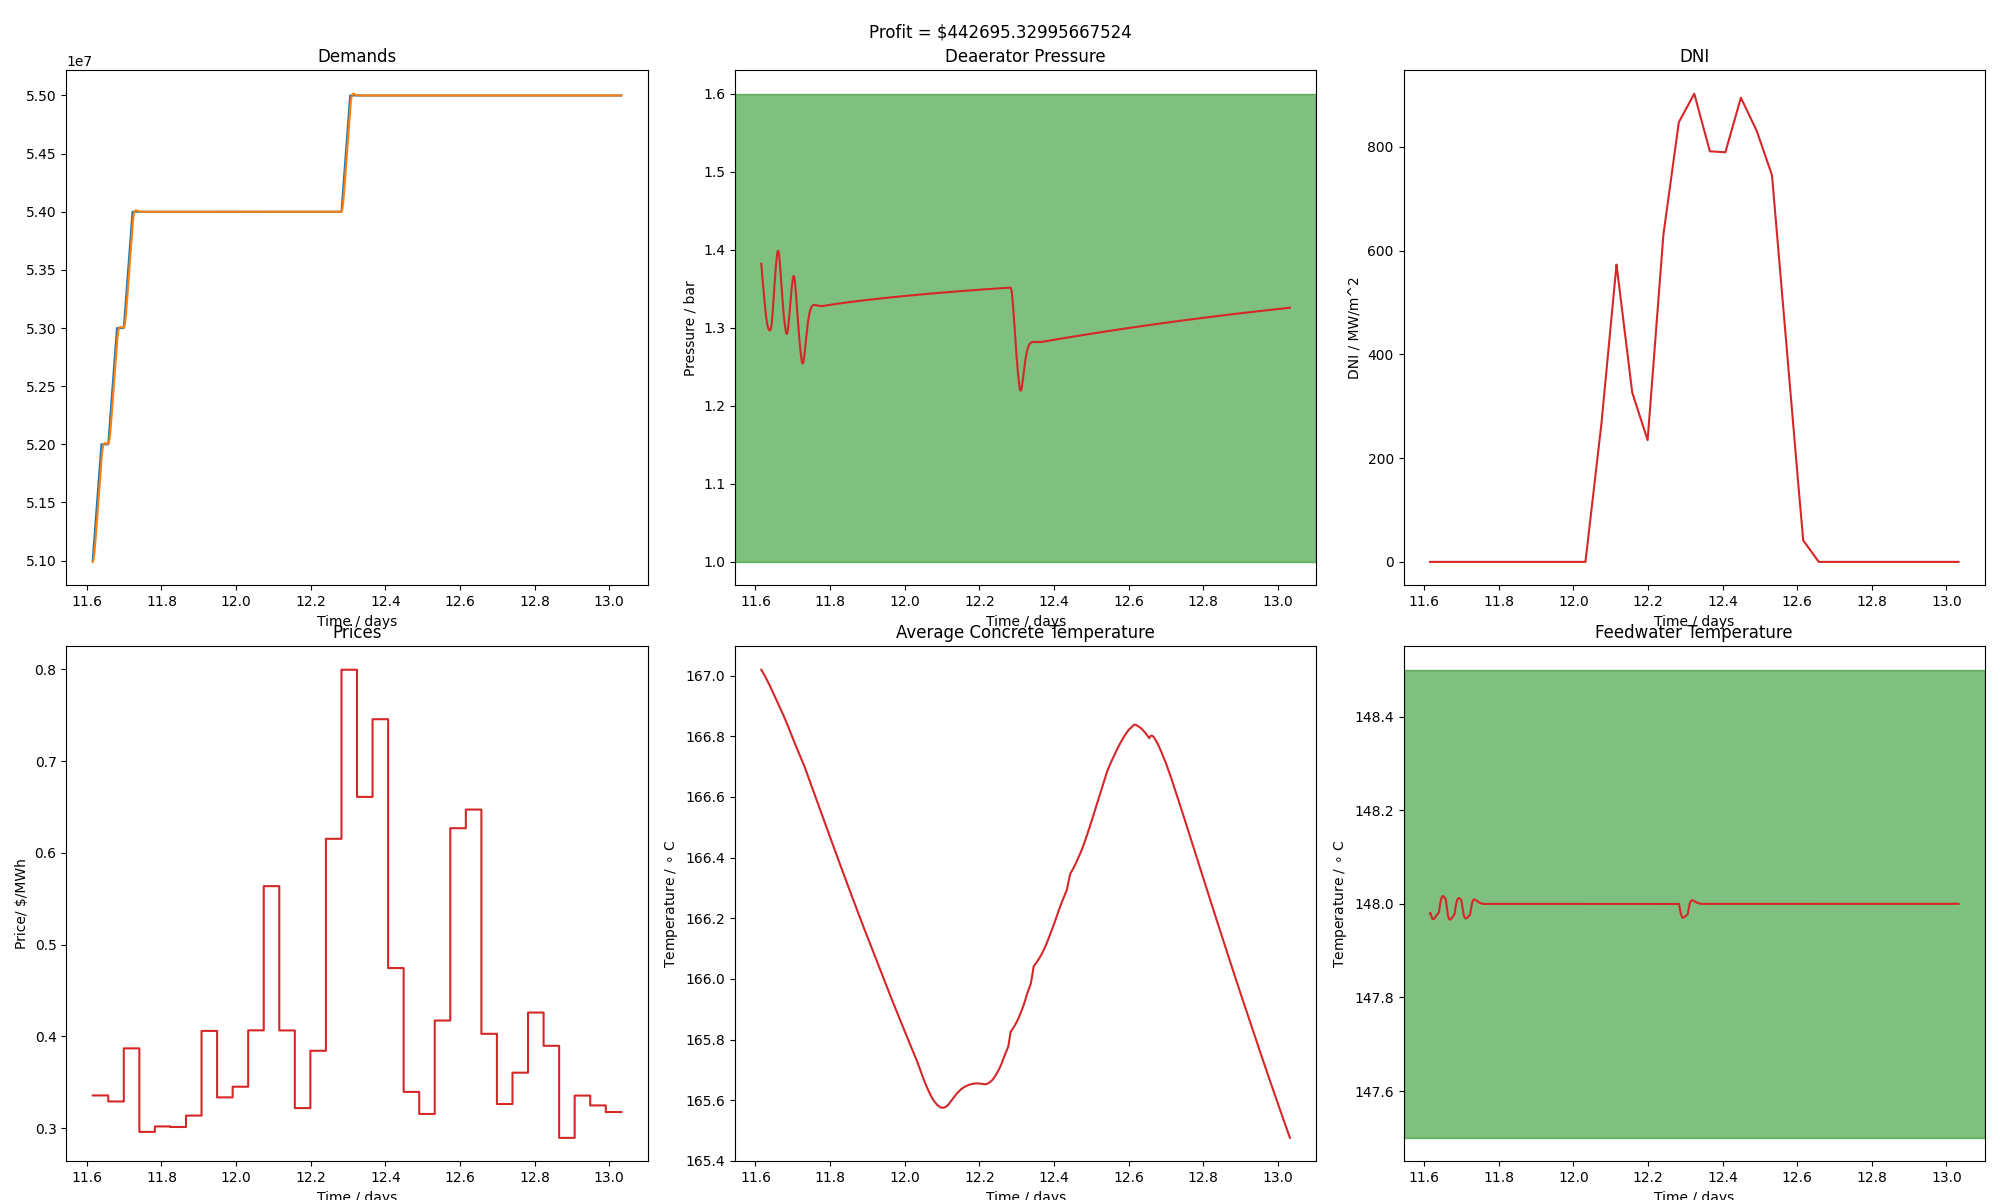 Profit = $442695.32995667524
Demands
1e7
5.50
5.45
5.40
5.35
5.30
5.25
5.20
5.15
5.10
11.6 11.8 12.0 12.2 12.4 12.6 12.8 13.0
Time / days
Deaerator Pressure
Pressure / bar
1.6
1.5
1.4
1.3
1.2
1.1
1.0
11.6 11.8 12.0 12.2 12.4 12.6 12.8 13.0
Time / days
DNI
DNI / MW/m^2
800
600
400
200
0
11.6 11.8 12.0 12.2 12.4 12.6 12.8 13.0
Time / days
Prices
Price/ $/MWh
0.8
0.7
0.6
0.5
0.4
0.3
11.6 11.8 12.0 12.2 12.4 12.6 12.8 13.0
Time / days
Average Concrete Temperature
Temperature / ∘ C
167.0
166.8
166.6
166.4
166.2
166.0
165.8
165.6
165.4
11.6 11.8 12.0 12.2 12.4 12.6 12.8 13.0
Time / days
Feedwater Temperature
Temperature / ∘ C
148.4
148.2
148.0
147.8
147.6
11.6 11.8 12.0 12.2 12.4 12.6 12.8 13.0
Time / days